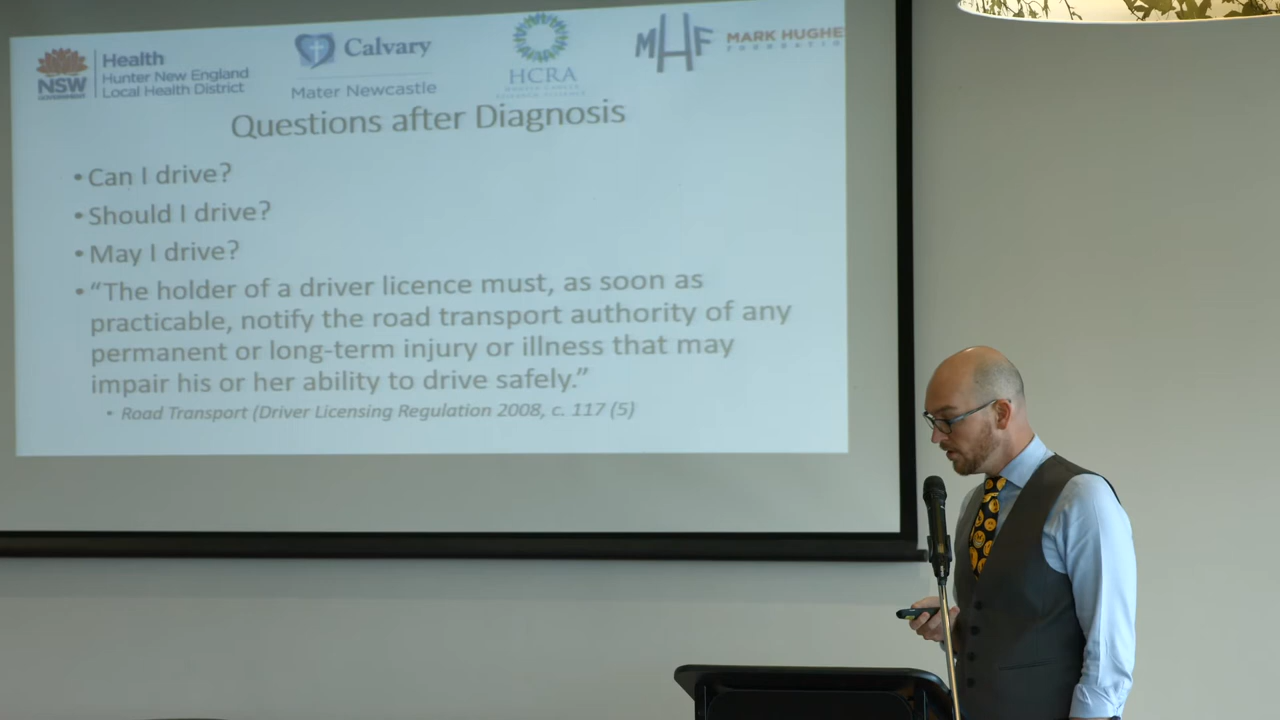 Health
Hunter New England
Local Health District
NSW
GOVERNMENT
Calvary
Mater Newcastle
HCRA
MHF
MARK HUGHE
FOUNDATIO
Questions after Diagnosis
• Can I drive?
• Should I drive?
• May I drive?
• “The holder of a driver licence must, as soon as
practicable, notify the road transport authority of any
permanent or long-term injury or illness that may
impair his or her ability to drive safely.”
• Road Transport (Driver Licensing Regulation 2008, c. 117 (5)